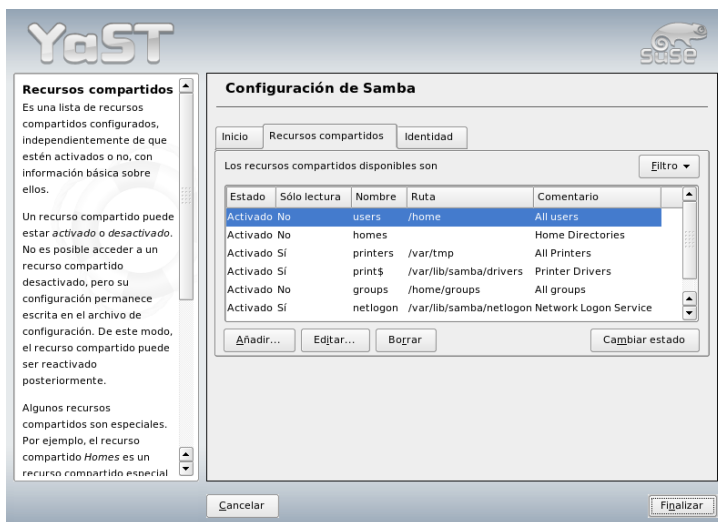 YaST
SUSE
Recursos compartidos
Es una lista de recursos
compartidos configurados,
independientemente de que
estén activados o no, con
información básica sobre
ellos.
Un recurso compartido puede
estar activado o desactivado.
No es posible acceder a un
recurso compartido
desactivado, pero su
configuración permanece
escrita en el archivo de
configuración. De este modo,
el recurso compartido puede
ser reactivado
posteriormente.
Algunos recursos
compartidos son especiales.
Por ejemplo, el recurso
compartido Homes es un
recurso compartido especial
Configuración de Samba
Inicio Recursos compartidos Identidad
Los recursos compartidos disponibles son Filtro
Estado Sólo lectura Nombre Ruta Comentario
Activado No users /home All users
Activado No homes Home Directories
Activado Sí printers /var/tmp All Printers
Activado Sí print$ /var/lib/samba/drivers Printer Drivers
Activado No groups /home/groups All groups
Activado Sí netlogon /var/lib/samba/netlogon Network Logon Service
Añadir... Editar... Borrar Cambiar estado
Cancelar Finalizar